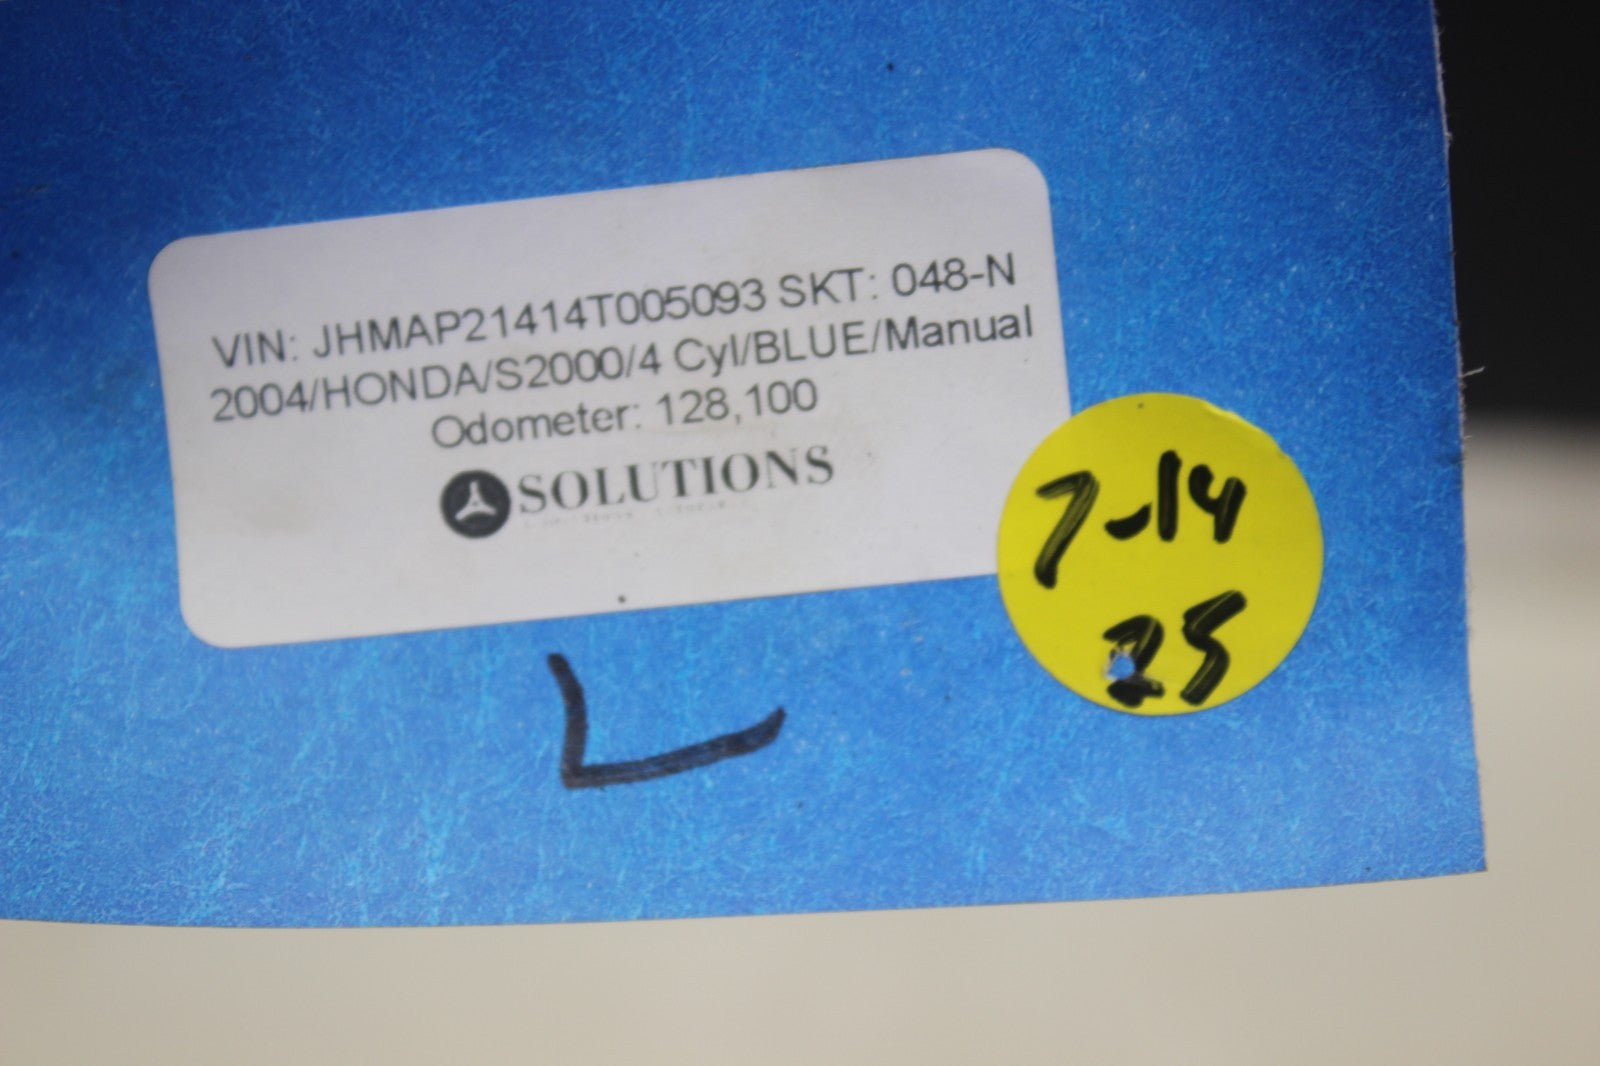 VIN: JHMAP21414T005093 SKT: 048-N
2004/HONDA/S2000/4 Cyl/BLUE/Manual
Odometer: 128,100
SOLUTIONS
7-14
25
L